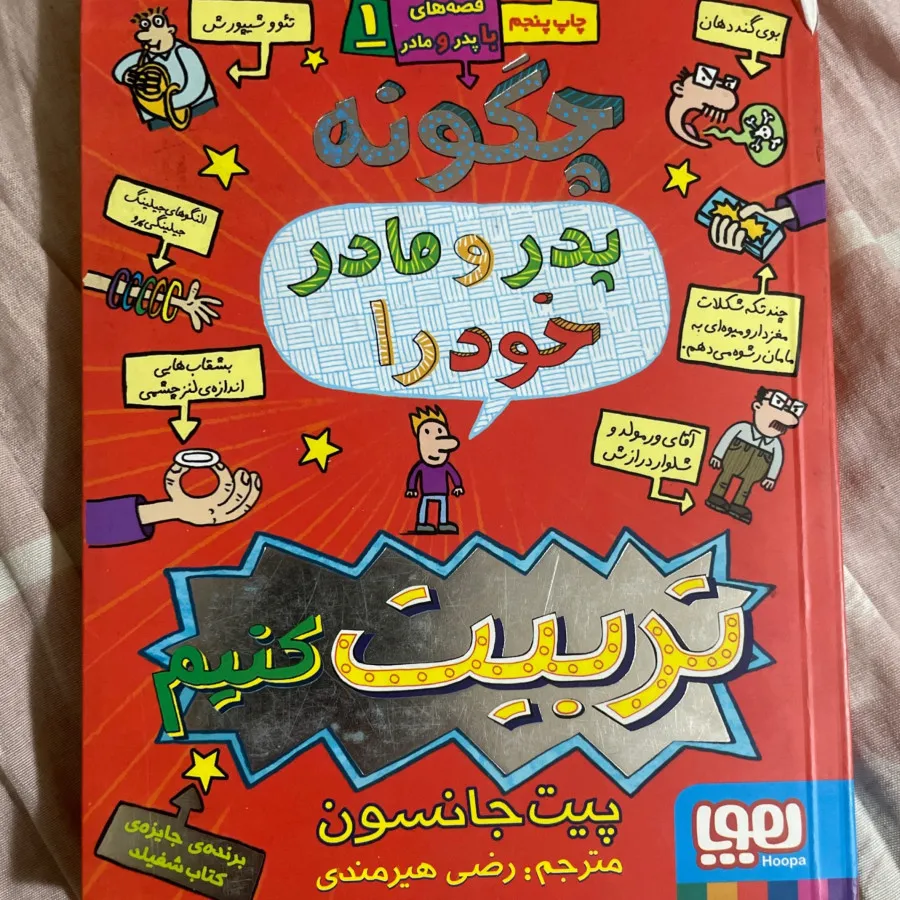 قصه‌های
با پدر و مادر
۱
چاپ پنجم
تئو و شیپورش
بوی گند دهان
چگونه
پدر و مادر
خود را
تربیت
کنیم
النگوهای جیلینگ
جیلینگی مو
چند تکه شکلات
مغزدار و میوه‌ای به
مامان رشوه می‌دهم.
بشقاب‌هایی
اندازه‌ی لنز چشمی
آقای ورمولد و
شلوار درازش
پیت جانسون
مترجم: رضی هیرمندی
برنده‌ی جایزه‌ی
کتاب شفیلد
هوپا
Hoopa